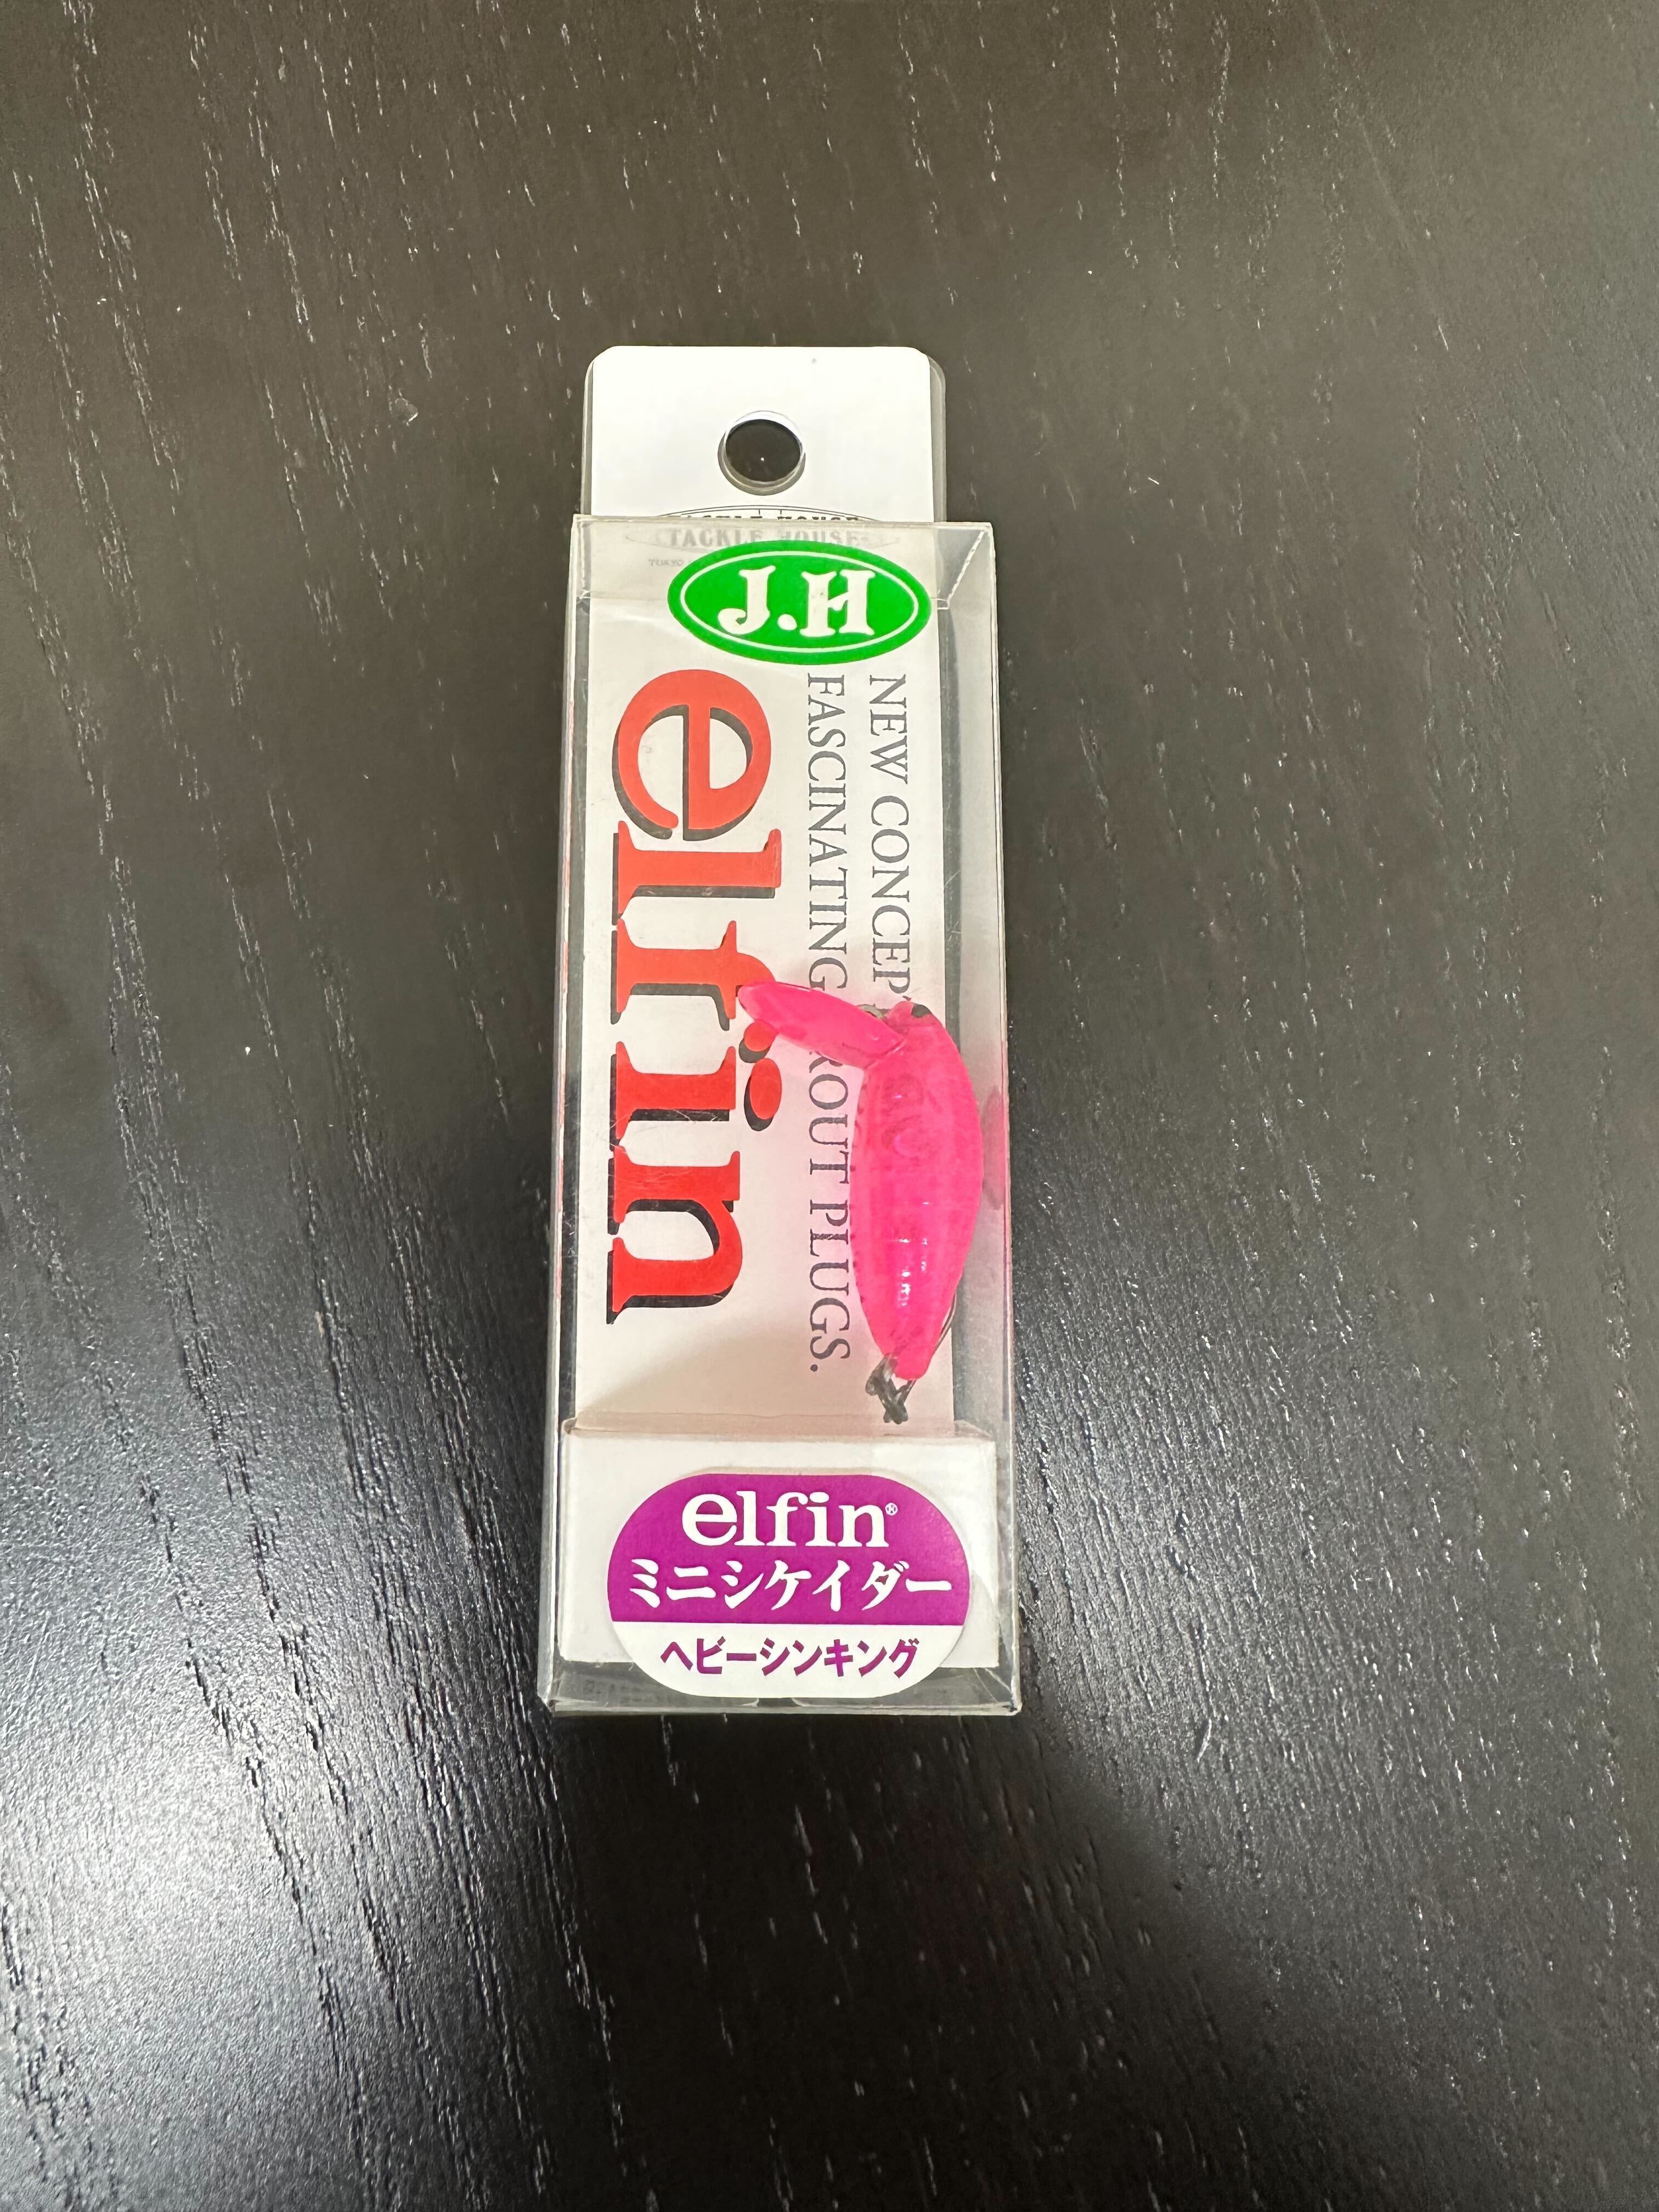 TACKLE HOUSE
J.H
elfin
NEW CONCEPT
FASCINATING TROUT PLUGS.
elfin®
ミニシケイダー
ヘビーシンキング